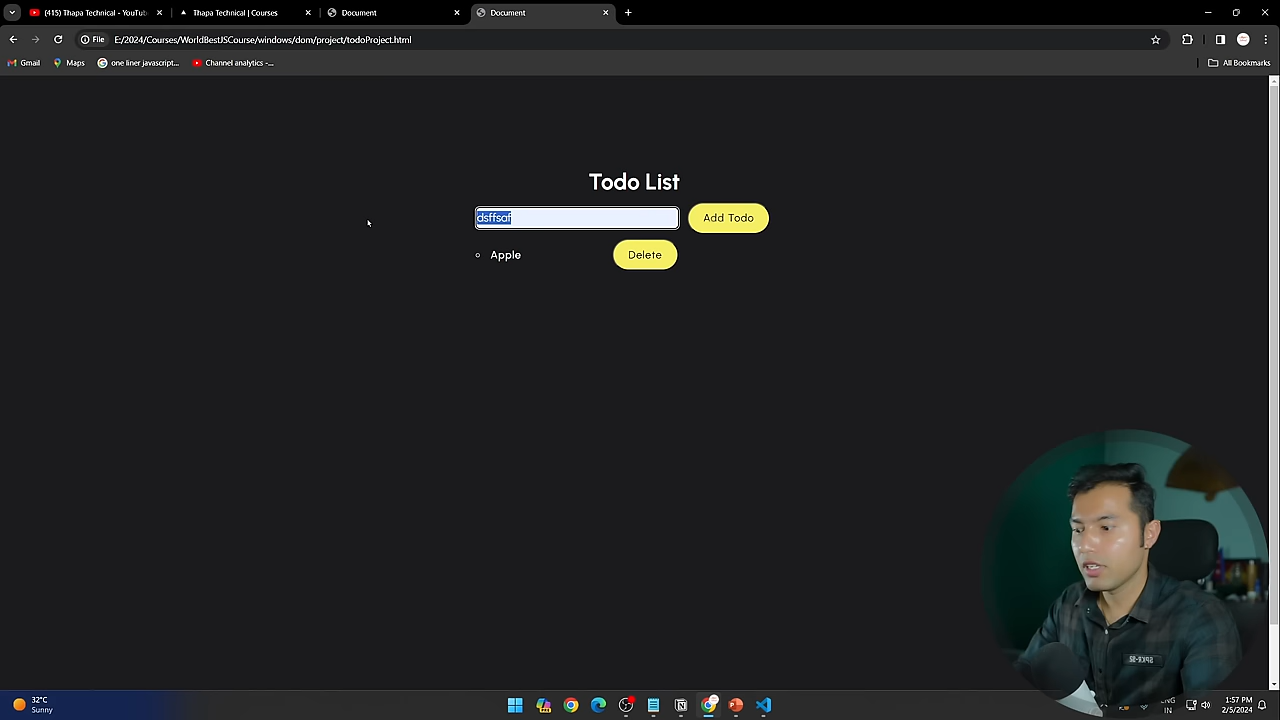 (415) Thapa Technical - YouTub
Thapa Technical | Courses
Document
Document
File
E:/2024/Courses/WorldBestJSCourse/windows/dom/project/todoProject.html
Gmail
Maps
one liner javascript...
Channel analytics -...
All Bookmarks
Todo List
dsffsaf
Add Todo
Apple
Delete
32°C
Sunny
ENG
IN
1:57 PM
2/5/2024